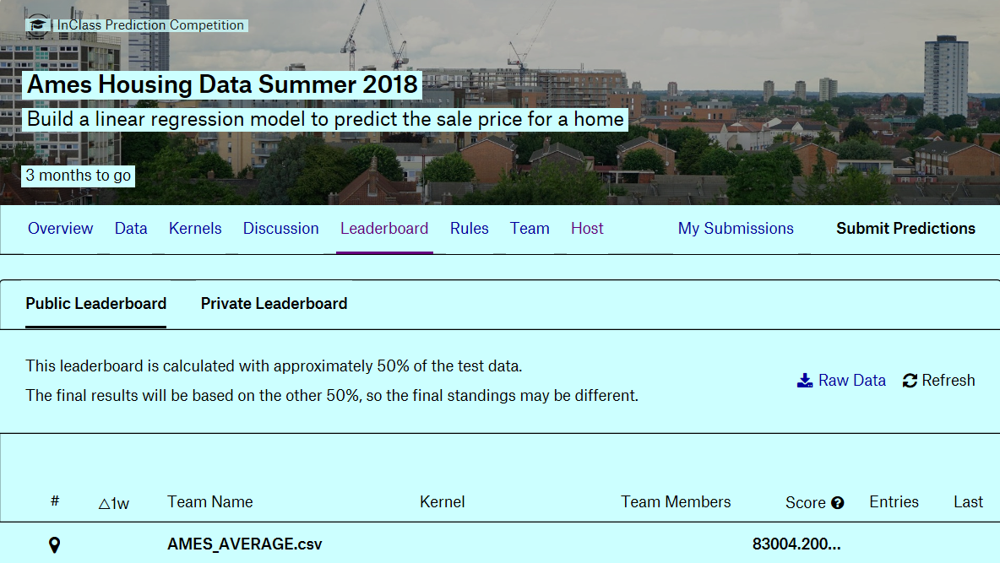 InClass Prediction Competition
Ames Housing Data Summer 2018
Build a linear regression model to predict the sale price for a home
3 months to go
Overview Data Kernels Discussion Leaderboard Rules Team Host My Submissions Submit Predictions
Public Leaderboard Private Leaderboard
This leaderboard is calculated with approximately 50% of the test data.
The final results will be based on the other 50%, so the final standings may be different.
Raw Data Refresh
# △1w Team Name Kernel Team Members Score Entries Last
AMES_AVERAGE.csv 83004.200...